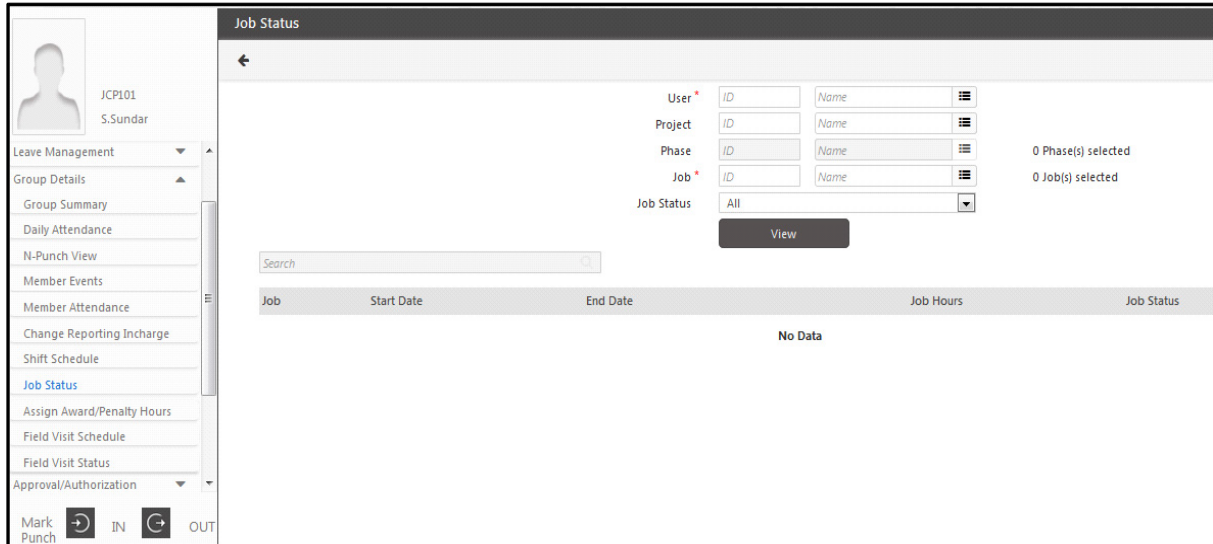 Job Status
JCP101
S.Sundar
Leave Management
Group Details
Group Summary
Daily Attendance
N-Punch View
Member Events
Member Attendance
Change Reporting Incharge
Shift Schedule
Job Status
Assign Award/Penalty Hours
Field Visit Schedule
Field Visit Status
Approval/Authorization
Mark Punch IN OUT
User * ID Name
Project ID Name
Phase ID Name 0 Phase(s) selected
Job * ID Name 0 Job(s) selected
Job Status All
View
Search
Job Start Date End Date Job Hours Job Status
No Data